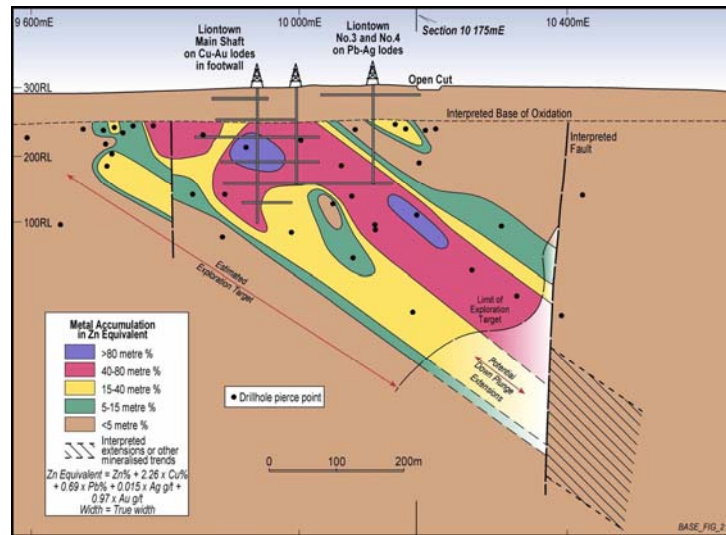 9 600mE
10 000mE
10 400mE
Liontown
Main Shaft
on Cu-Au lodes
in footwall
Liontown
No.3 and No.4
on Pb-Ag lodes
Section 10 175mE
Open Cut
300RL
Interpreted Base of Oxidation
Interpreted
Fault
200RL
100RL
Estimated
Exploration Target
Limit of
Exploration
Target
Potential
Down Plunge
Extensions
Metal Accumulation
in Zn Equivalent
>80 metre %
40-80 metre %
15-40 metre %
5-15 metre %
<5 metre %
Interpreted
extensions or other
mineralised trends
Zn Equivalent = Zn% + 2.26 x Cu%
+ 0.69 x Pb% + 0.015 x Ag g/t +
0.97 x Au g/t
Width = True width
Drillhole pierce point
0 100 200m
BASE_FIG_2